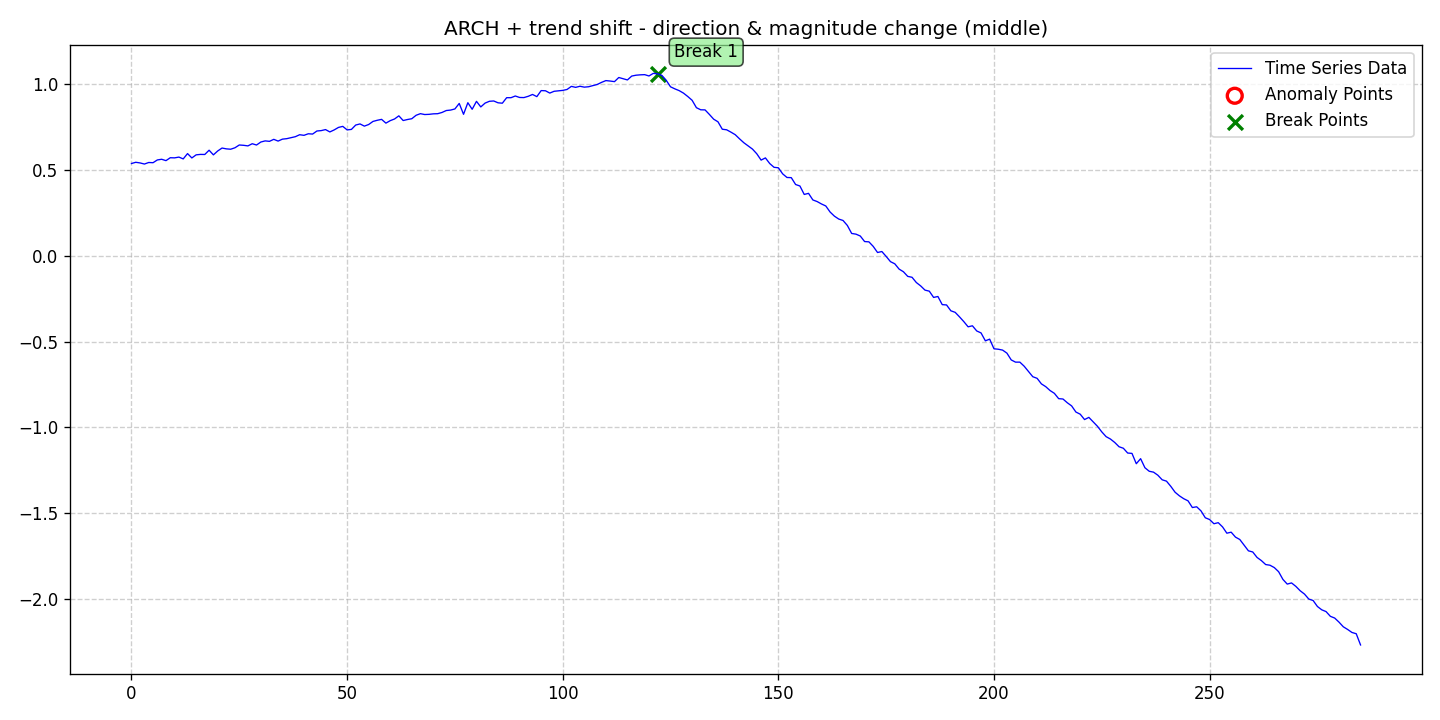 ARCH + trend shift - direction & magnitude change (middle)
Break 1
Time Series Data
Anomaly Points
Break Points
1.0
0.5
0.0
−0.5
−1.0
−1.5
−2.0
0 50 100 150 200 250